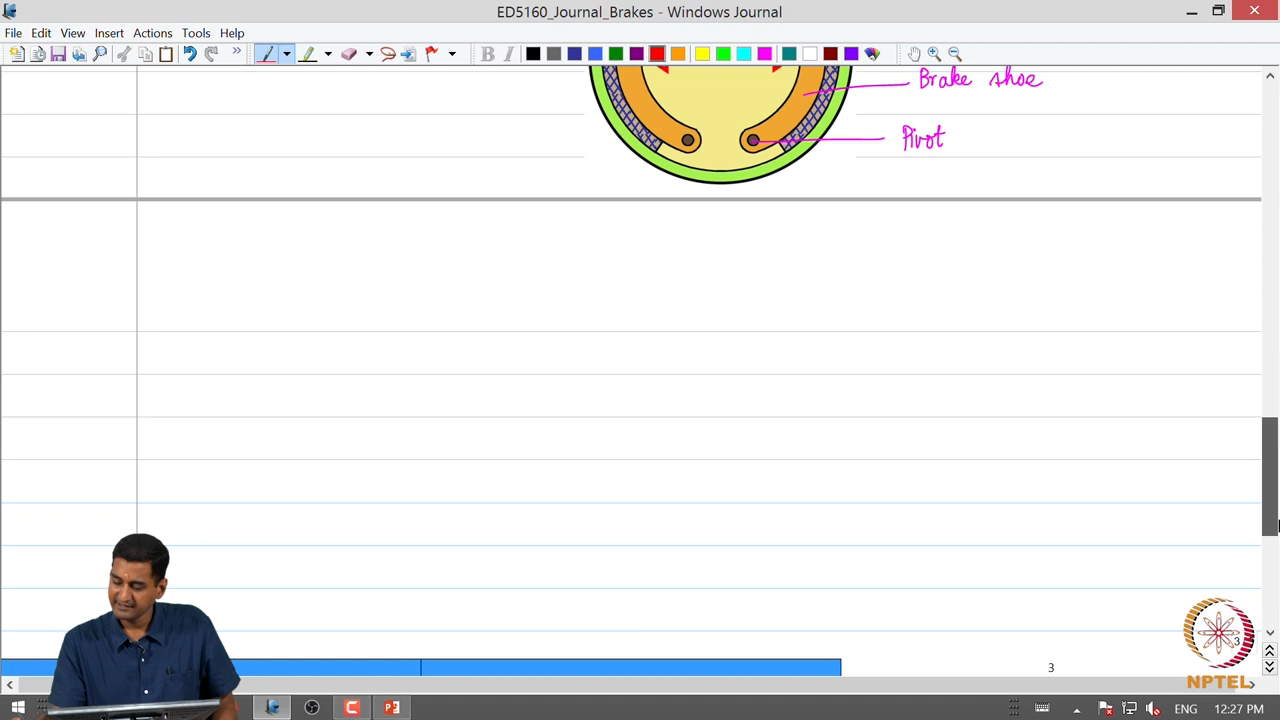 ED5160_Journal_Brakes - Windows Journal
File Edit View Insert Actions Tools Help
B I
Brake shoe
Pivot
3
3
NPTEL
ENG 12:27 PM